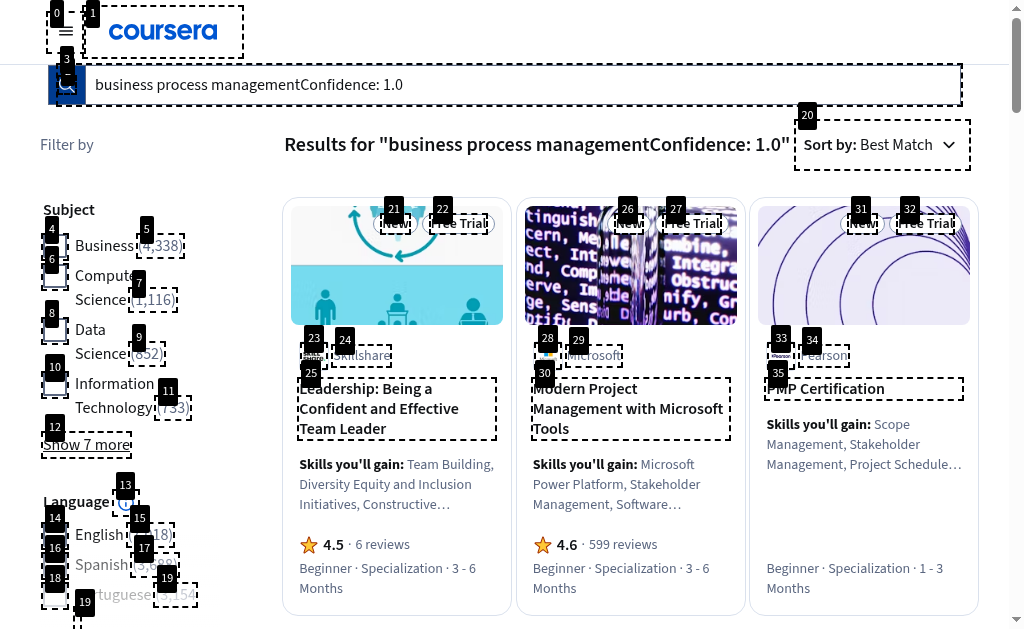 0
1
coursera
3
business process managementConfidence: 1.0
Filter by
Results for "business process managementConfidence: 1.0"
20
Sort by: Best Match
Subject
4
5
Business (4,338)
6
Compute
7
Science
8
Data
9
Science (852)
10
Information
11
Technology (733)
12
Show 7 more
13
Language
14
15
English
16
17
Spanish (3,688)
18
19
(3,154
19
21
New
22
Free Trial
23
24
Skillshare
25
Leadership: Being a
Confident and Effective
Team Leader
Skills you'll gain: Team Building,
Diversity Equity and Inclusion
Initiatives, Constructive…
4.5 · 6 reviews
Beginner · Specialization · 3 - 6
Months
26
New
27
Free Trial
28
29
Microsoft
30
Modern Project
Management with Microsoft
Tools
Skills you'll gain: Microsoft
Power Platform, Stakeholder
Management, Software…
4.6 · 599 reviews
Beginner · Specialization · 3 - 6
Months
31
New
32
Free Trial
33
34
Pearson
Pearson
35
PMP Certification
Skills you'll gain: Scope
Management, Stakeholder
Management, Project Schedule…
Beginner · Specialization · 1 - 3
Months